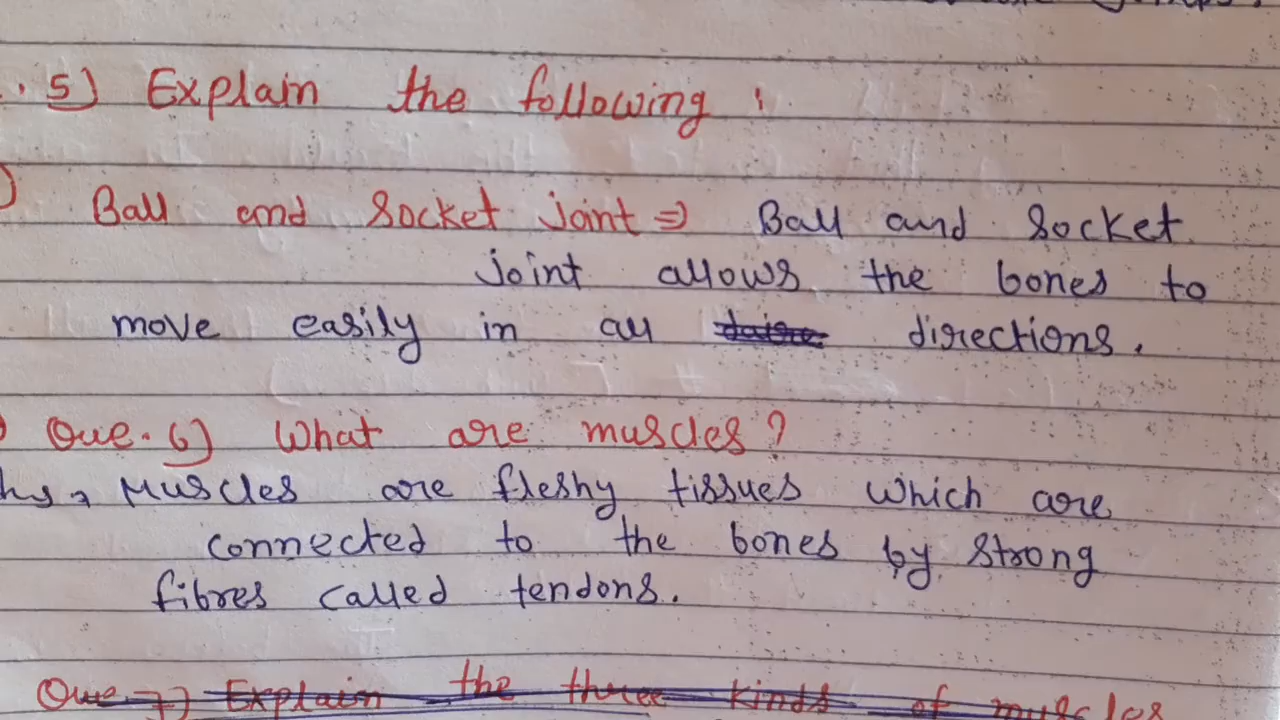 5) Explain the following :
Ball and socket joint ⇒ Ball and socket
joint allows the bones to
move easily in all directions.
Que. 6) What are muscles?
Ans → Muscles are fleshy tissues which are
connected to the bones by strong
fibres called tendons.
Que 7) Explain the three kinds of muscles